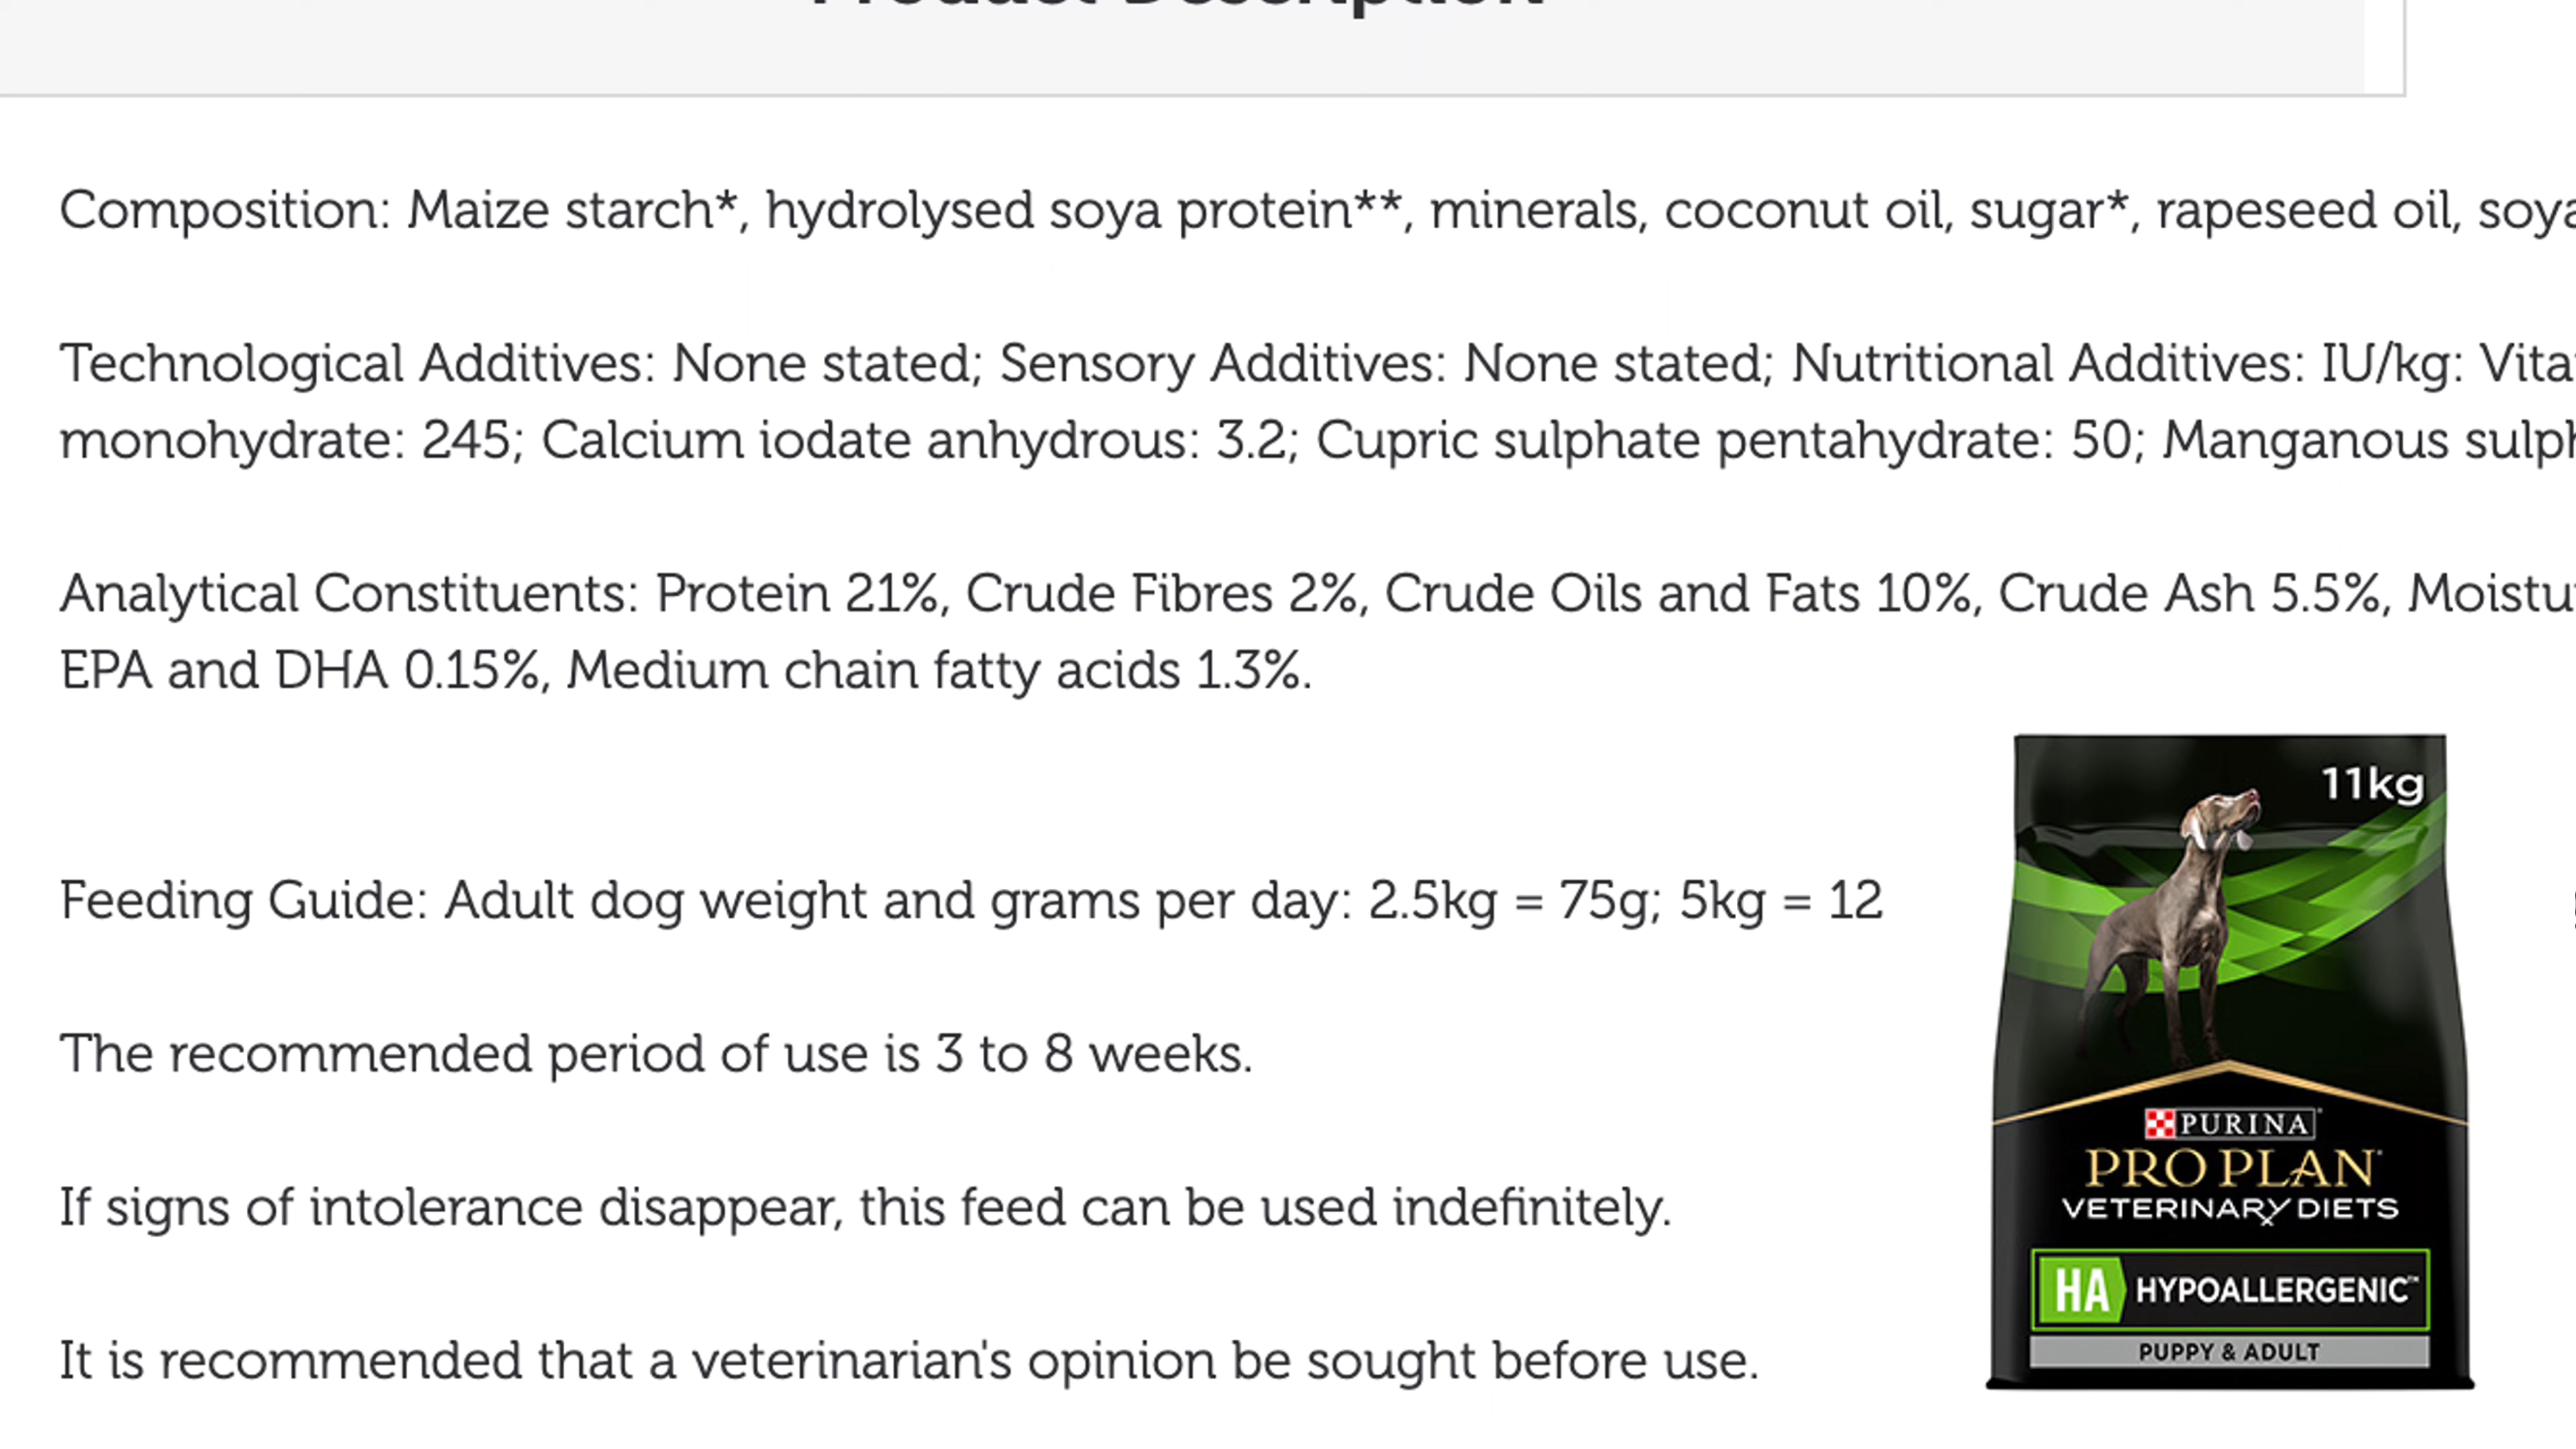 Product Description
Composition: Maize starch*, hydrolysed soya protein**, minerals, coconut oil, sugar*, rapeseed oil, soya
Technological Additives: None stated; Sensory Additives: None stated; Nutritional Additives: IU/kg: Vita
monohydrate: 245; Calcium iodate anhydrous: 3.2; Cupric sulphate pentahydrate: 50; Manganous sulph
Analytical Constituents: Protein 21%, Crude Fibres 2%, Crude Oils and Fats 10%, Crude Ash 5.5%, Moistu
EPA and DHA 0.15%, Medium chain fatty acids 1.3%.
Feeding Guide: Adult dog weight and grams per day: 2.5kg = 75g; 5kg = 12
The recommended period of use is 3 to 8 weeks.
If signs of intolerance disappear, this feed can be used indefinitely.
It is recommended that a veterinarian's opinion be sought before use.
11kg
PURINA
PRO PLAN
VETERINARY DIETS
HA HYPOALLERGENIC™
PUPPY & ADULT